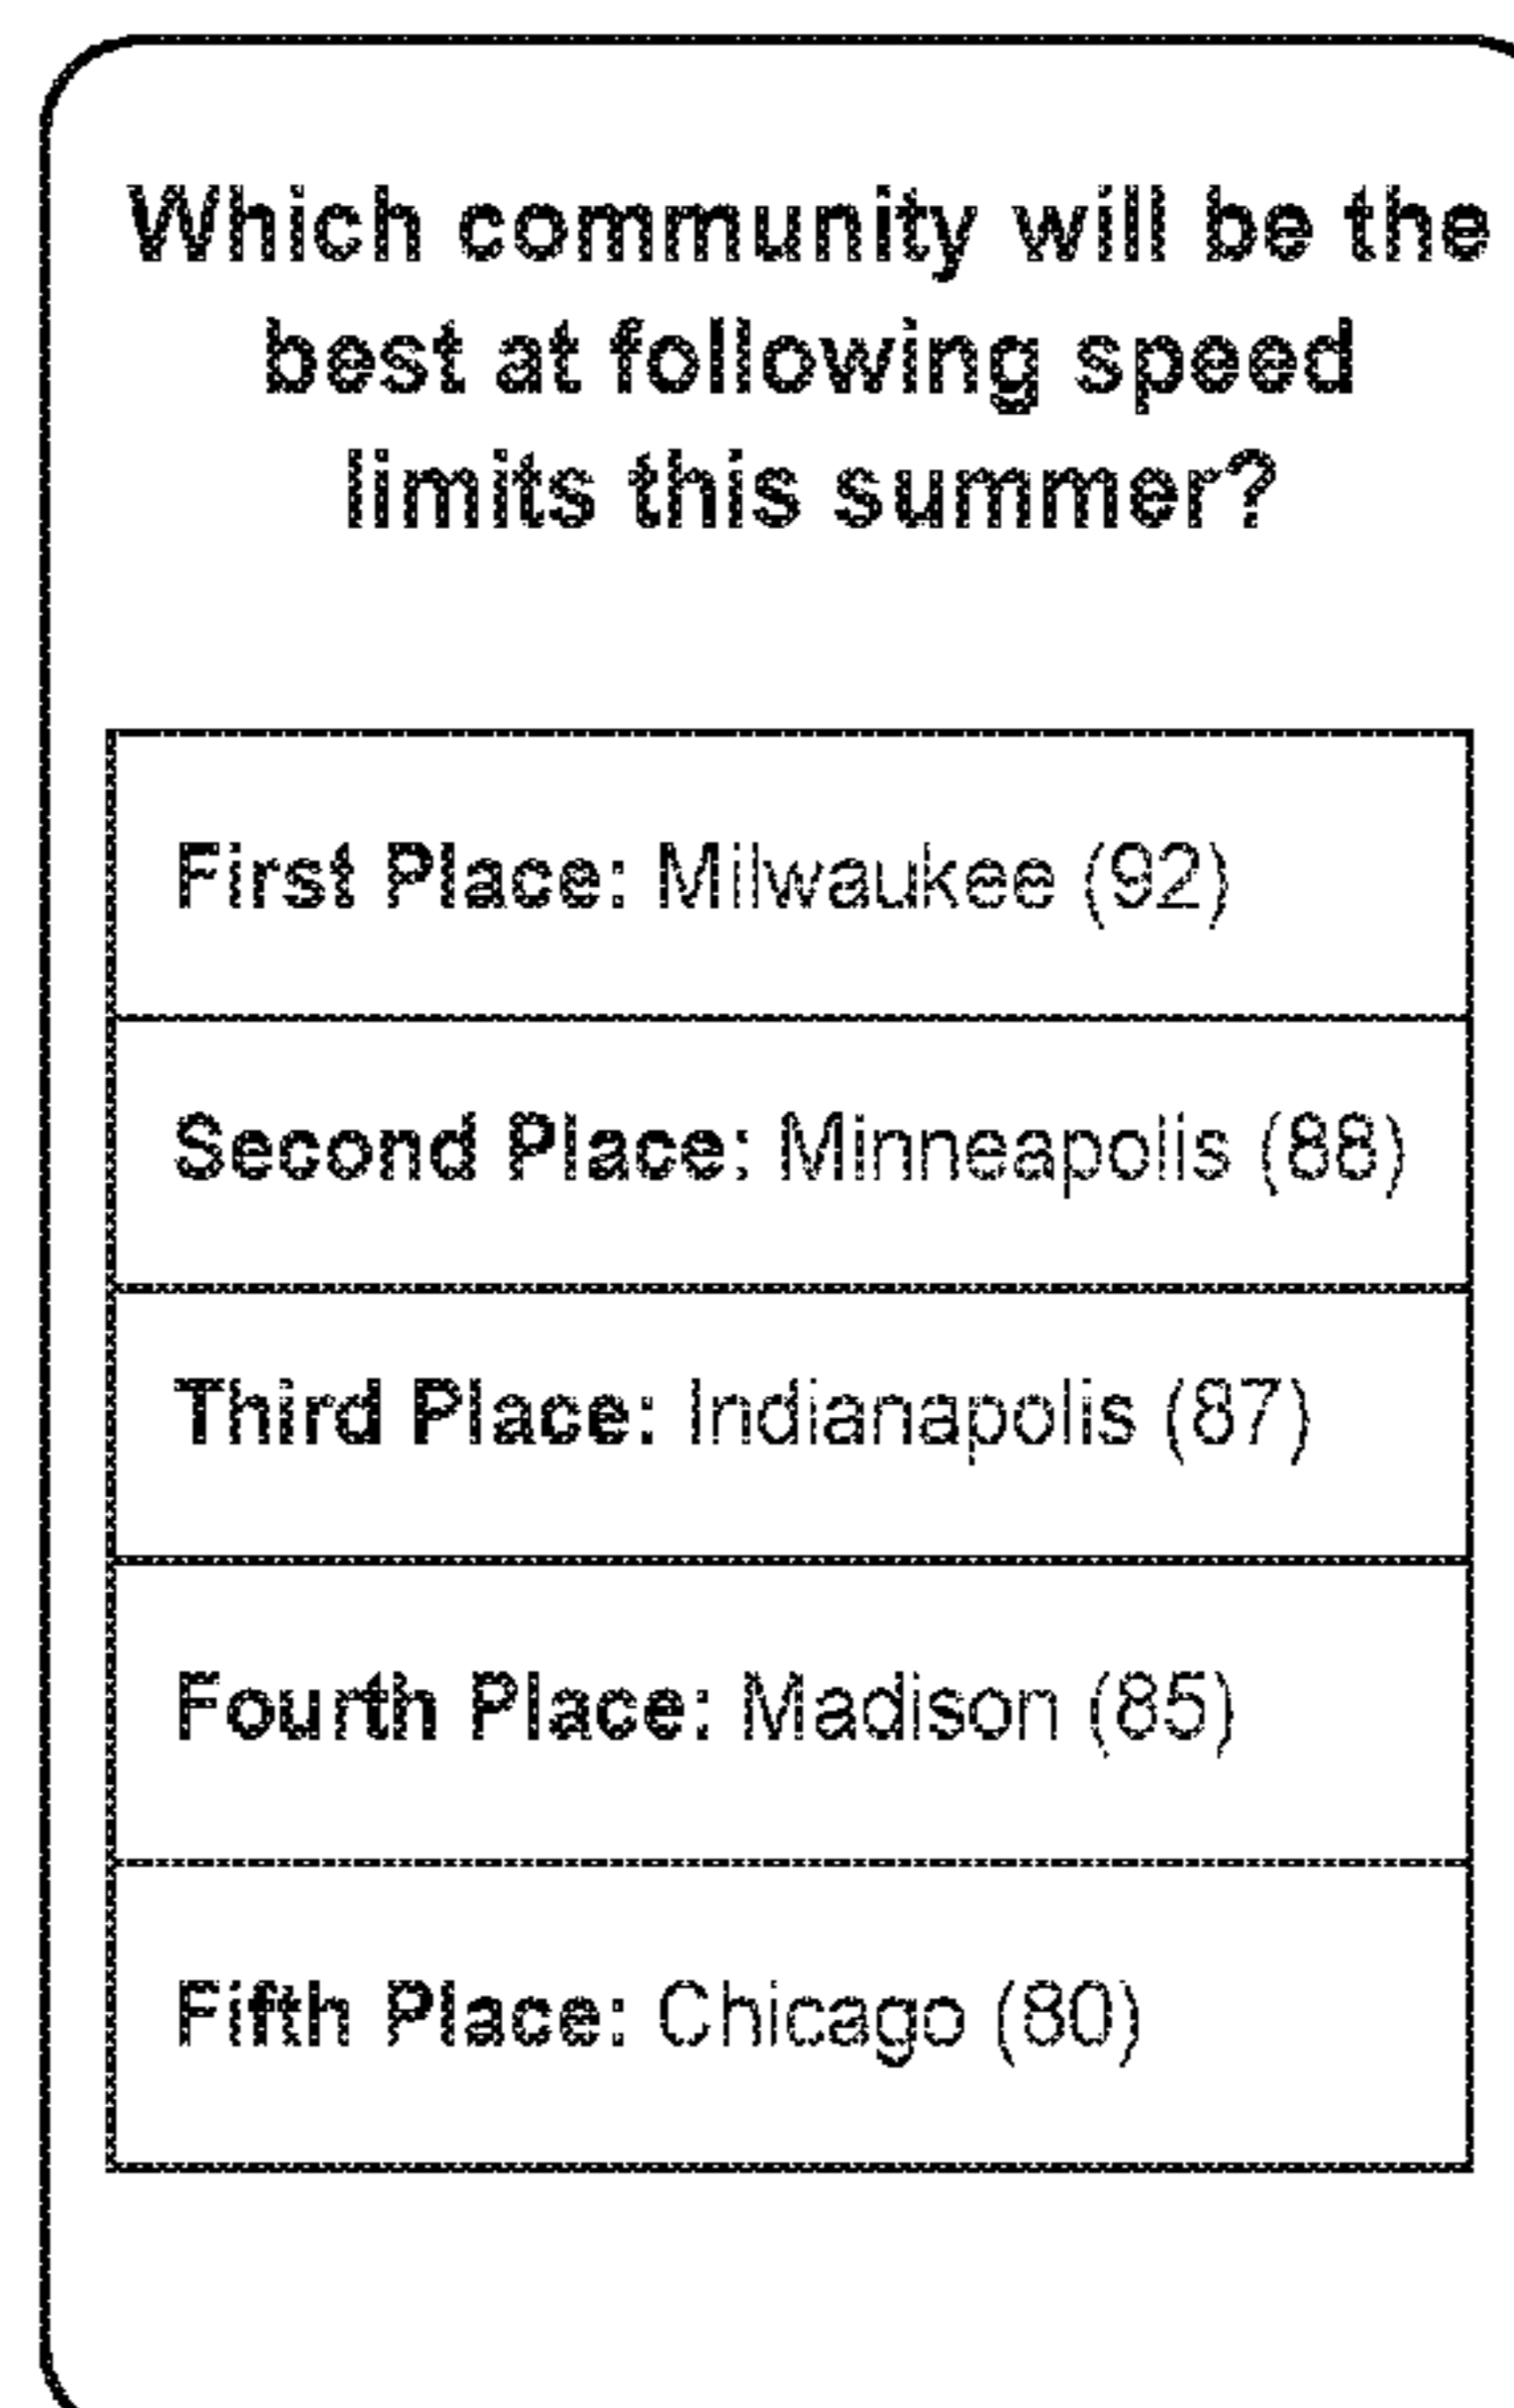 Which community will be the
best at following speed
limits this summer?
First Place: Milwaukee (92)
Second Place: Minneapolis (88)
Third Place: Indianapolis (87)
Fourth Place: Madison (85)
Fifth Place: Chicago (80)